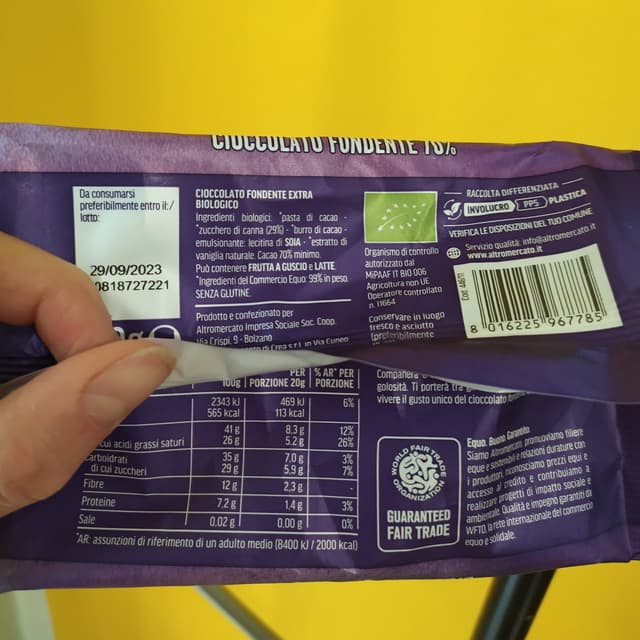 CIOCCOLATO FONDENTE 70%
Da consumarsi
preferibilmente entro il:/
lotto:
29/09/2023
0818727221
CIOCCOLATO FONDENTE EXTRA
BIOLOGICO
Ingredienti biologici: *pasta di cacao -
*zucchero di canna (29%) - *burro di cacao -
emulsionante: lecitina di SOIA - *estratto di
vaniglia naturale. Cacao 70% minimo.
Può contenere FRUTTA A GUSCIO e LATTE.
*Ingredienti del Commercio Equo: 99% in peso.
SENZA GLUTINE.
Prodotto e confezionato per
Altromercato Impresa Sociale Soc. Coop.
Crispi, 9 - Bolzano
di Crea s.r.l. in Via Cuneo
Organismo di controllo
autorizzato dal
MiPAAF IT BIO 006
Agricoltura non UE
Operatore controllato
n. 11664
Conservare in luogo
fresco e asciutto
(preferibilmente
RACCOLTA DIFFERENZIATA
INVOLUCRO PP5 PLASTICA
VERIFICA LE DISPOSIZIONI DEL TUO COMUNE
Servizio qualità: info@altromercato.it
www.altromercato.it
8 016225 967785
PER % AR* PER
100g PORZIONE 20g PORZIONE
2343 kJ 469 kJ 6%
565 kcal 113 kcal
41 g 8,3 g 12%
cui acidi grassi saturi 26 g 5,2 g 26%
Carboidrati 35 g 7,0 g 3%
di cui zuccheri 29 g 5,9 g 7%
Fibre 12 g 2,3 g -
Proteine 7,2 g 1,4 g 3%
Sale 0,02 g 0,00 g 0%
*AR: assunzioni di riferimento di un adulto medio (8400 kJ / 2000 kcal)
golosità. Ti porterà tra
vivere il gusto unico del cioccolato
WORLD FAIR TRADE ORGANIZATION
GUARANTEED
FAIR TRADE
Equo. Buono. Garantito.
Siamo Altromercato, promuoviamo filiere
eque e sostenibili e relazioni durature con
i produttori, riconosciamo prezzi equi e
accesso al credito e contribuiamo a
realizzare progetti di impatto sociale e
ambientale. Qualità e impegno garantiti da
WFTO, la rete internazionale del commercio
equo e solidale.